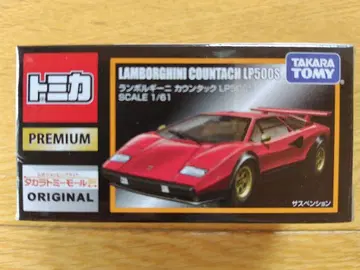 トミカ
PREMIUM
タカラトミーモール
ORIGINAL
LAMBORGHINI COUNTACH LP500S
ランボルギーニ カウンタック LP500S
SCALE 1/61
TAKARA
TOMY
サスペンション